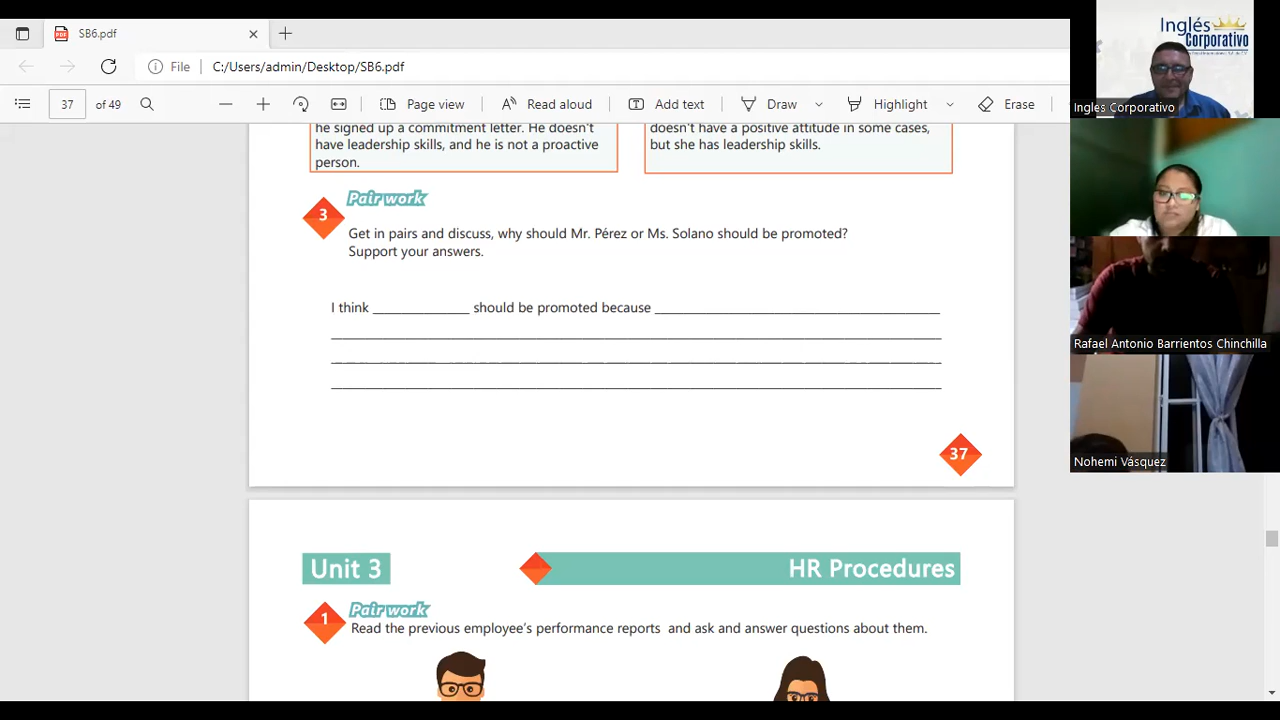 SB6.pdf
File
C:/Users/admin/Desktop/SB6.pdf
37 of 49
Page view
Read aloud
Add text
Draw
Highlight
Erase
he signed up a commitment letter. He doesn't
have leadership skills, and he is not a proactive
person.
doesn't have a positive attitude in some cases,
but she has leadership skills.
3
Pair work
Get in pairs and discuss, why should Mr. Pérez or Ms. Solano should be promoted?
Support your answers.
I think _____________ should be promoted because ______________________________________
37
Unit 3
HR Procedures
1
Pair work
Read the previous employee's performance reports and ask and answer questions about them.
Inglés
Corporativo
Ingles Corporativo
Rafael Antonio Barrientos Chinchilla
Nohemi Vásquez